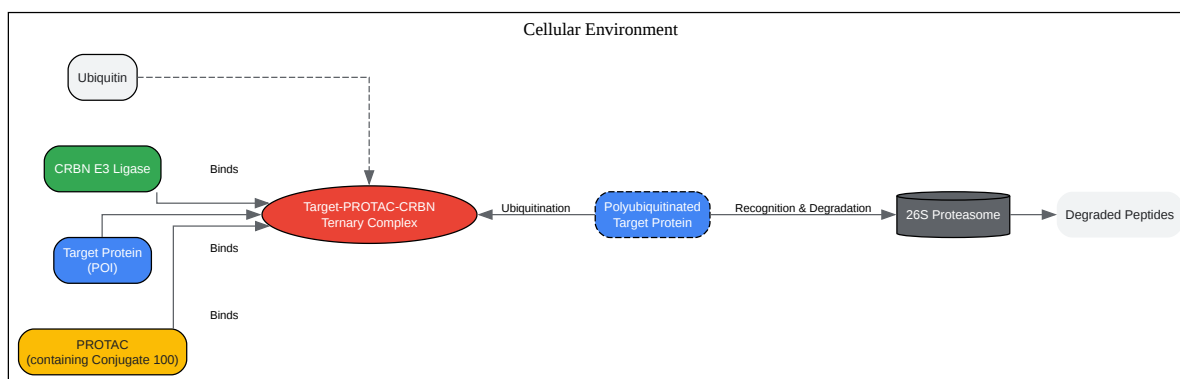 Cellular Environment
Ubiquitin
CRBN E3 Ligase
Binds
Target-PROTAC-CRBN
Ternary Complex
Ubiquitination
Polyubiquitinated
Target Protein
Recognition & Degradation
26S Proteasome
Degraded Peptides
Target Protein
(POI)
Binds
Binds
PROTAC
(containing Conjugate 100)